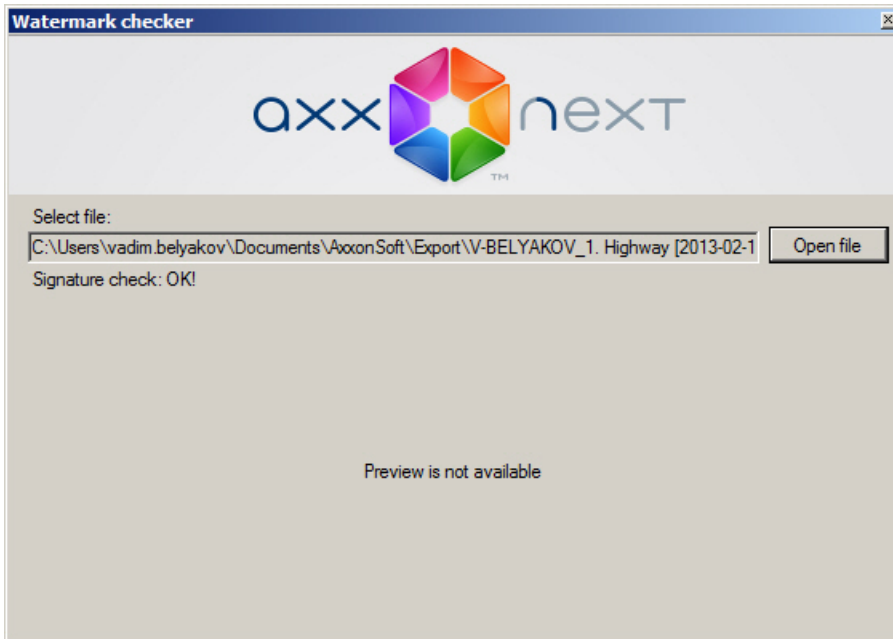 Watermark checker
axx next
TM
Select file:
C:\Users\vadim.belyakov\Documents\AxxonSoft\Export\V-BELYAKOV_1. Highway [2013-02-1
Open file
Signature check: OK!
Preview is not available